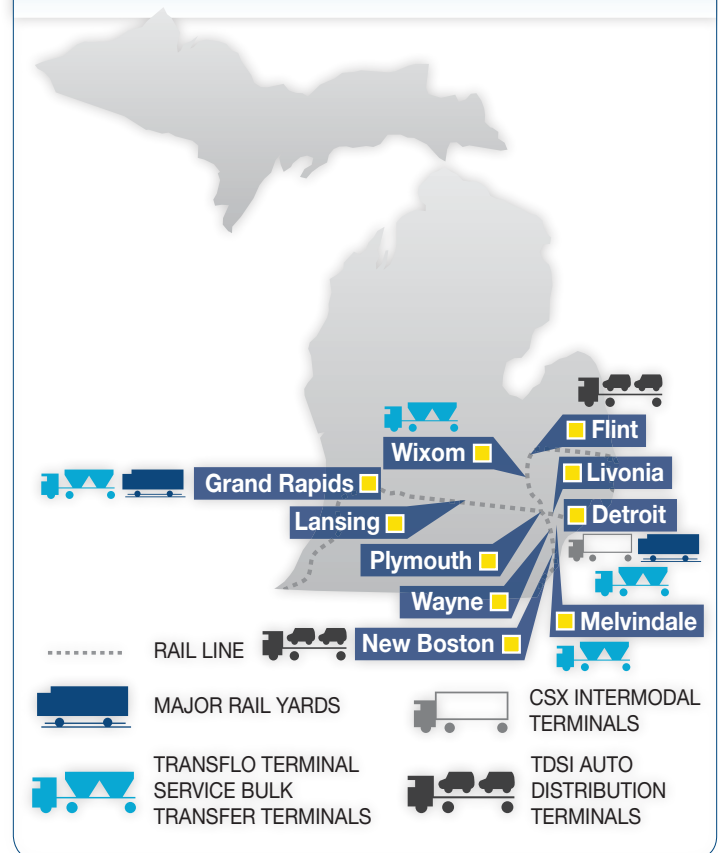 Flint
Wixom
Livonia
Grand Rapids
Lansing
Detroit
Plymouth
Wayne
Melvindale
New Boston
RAIL LINE
MAJOR RAIL YARDS
CSX INTERMODAL
TERMINALS
TRANSFLO TERMINAL
SERVICE BULK
TRANSFER TERMINALS
TDSI AUTO
DISTRIBUTION
TERMINALS